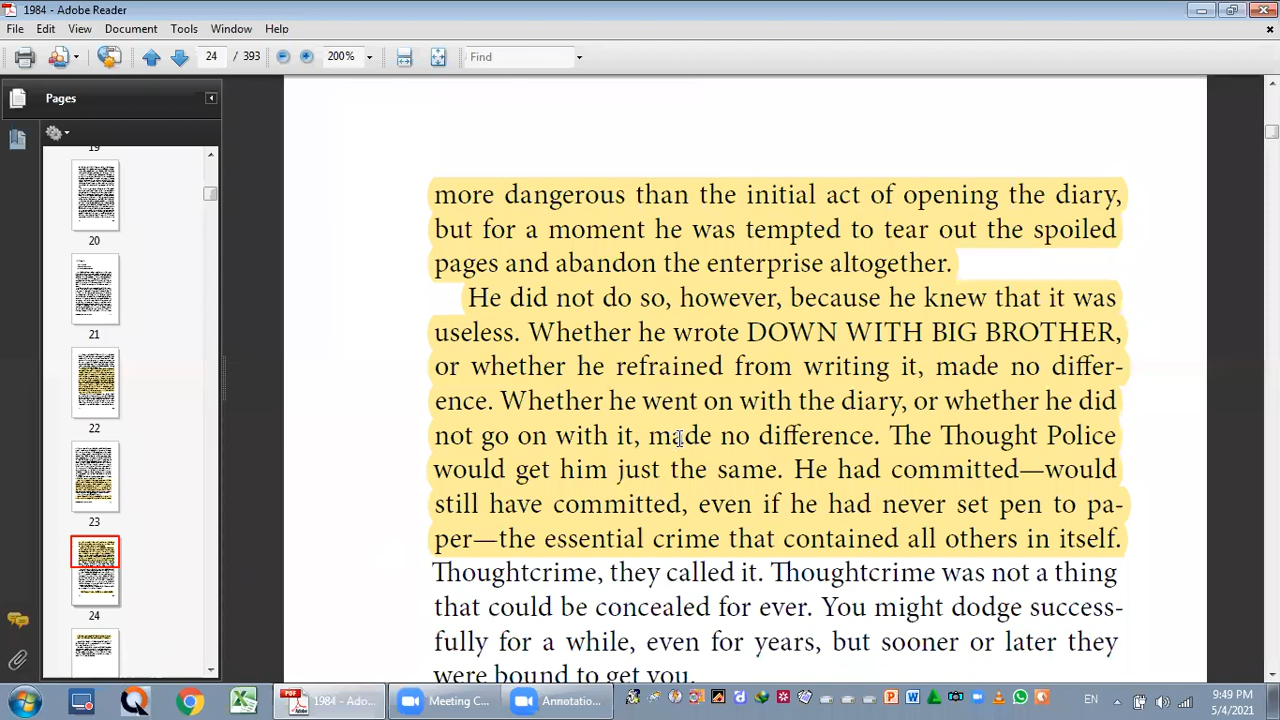 1984 - Adobe Reader
File Edit View Document Tools Window Help
24 / 393 200% Find
Pages
19
20
21
22
23
24
more dangerous than the initial act of opening the diary,
but for a moment he was tempted to tear out the spoiled
pages and abandon the enterprise altogether.
He did not do so, however, because he knew that it was
useless. Whether he wrote DOWN WITH BIG BROTHER,
or whether he refrained from writing it, made no differ-
ence. Whether he went on with the diary, or whether he did
not go on with it, made no difference. The Thought Police
would get him just the same. He had committed—would
still have committed, even if he had never set pen to pa-
per—the essential crime that contained all others in itself.
Thoughtcrime, they called it. Thoughtcrime was not a thing
that could be concealed for ever. You might dodge success-
fully for a while, even for years, but sooner or later they
were bound to get you.
1984 - Ado... Meeting C... Annotatio... EN 9:49 PM
5/4/2021